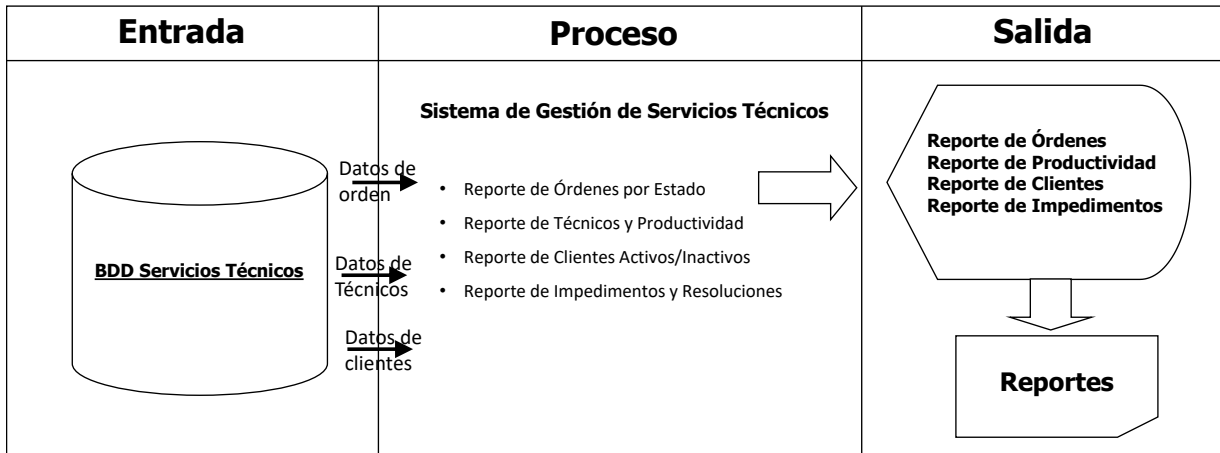 Entrada
Proceso
Salida
BDD Servicios Técnicos
Datos de
orden
Datos de
Técnicos
Datos de
clientes
Sistema de Gestión de Servicios Técnicos
• Reporte de Órdenes por Estado
• Reporte de Técnicos y Productividad
• Reporte de Clientes Activos/Inactivos
• Reporte de Impedimentos y Resoluciones
Reporte de Órdenes
Reporte de Productividad
Reporte de Clientes
Reporte de Impedimentos
Reportes